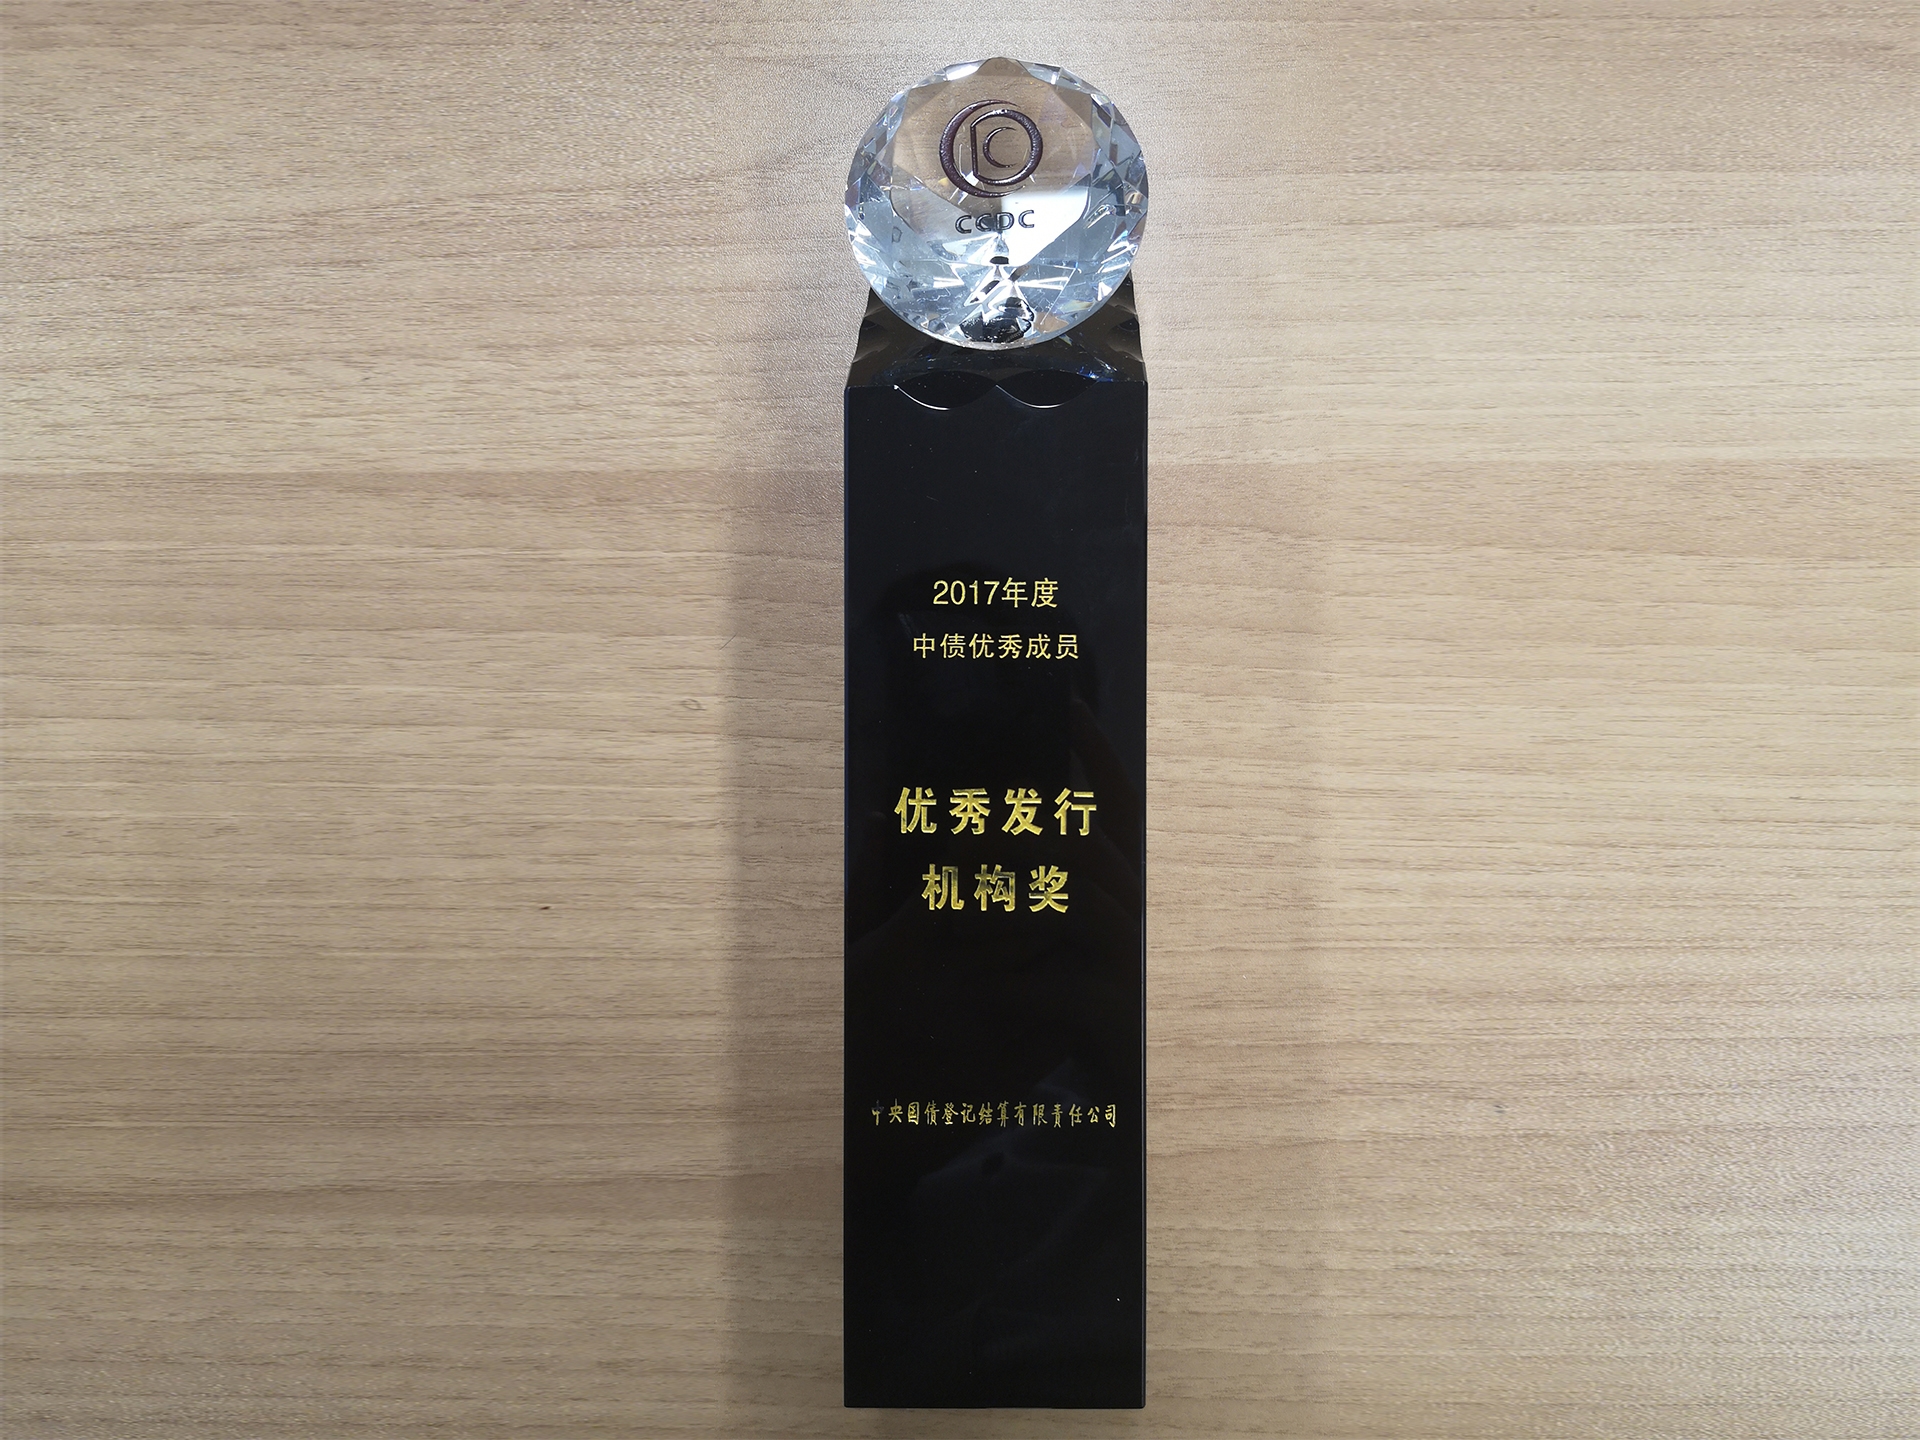 CCDC
2017年度
中债优秀成员
优秀发行
机构奖
中央国债登记结算有限责任公司